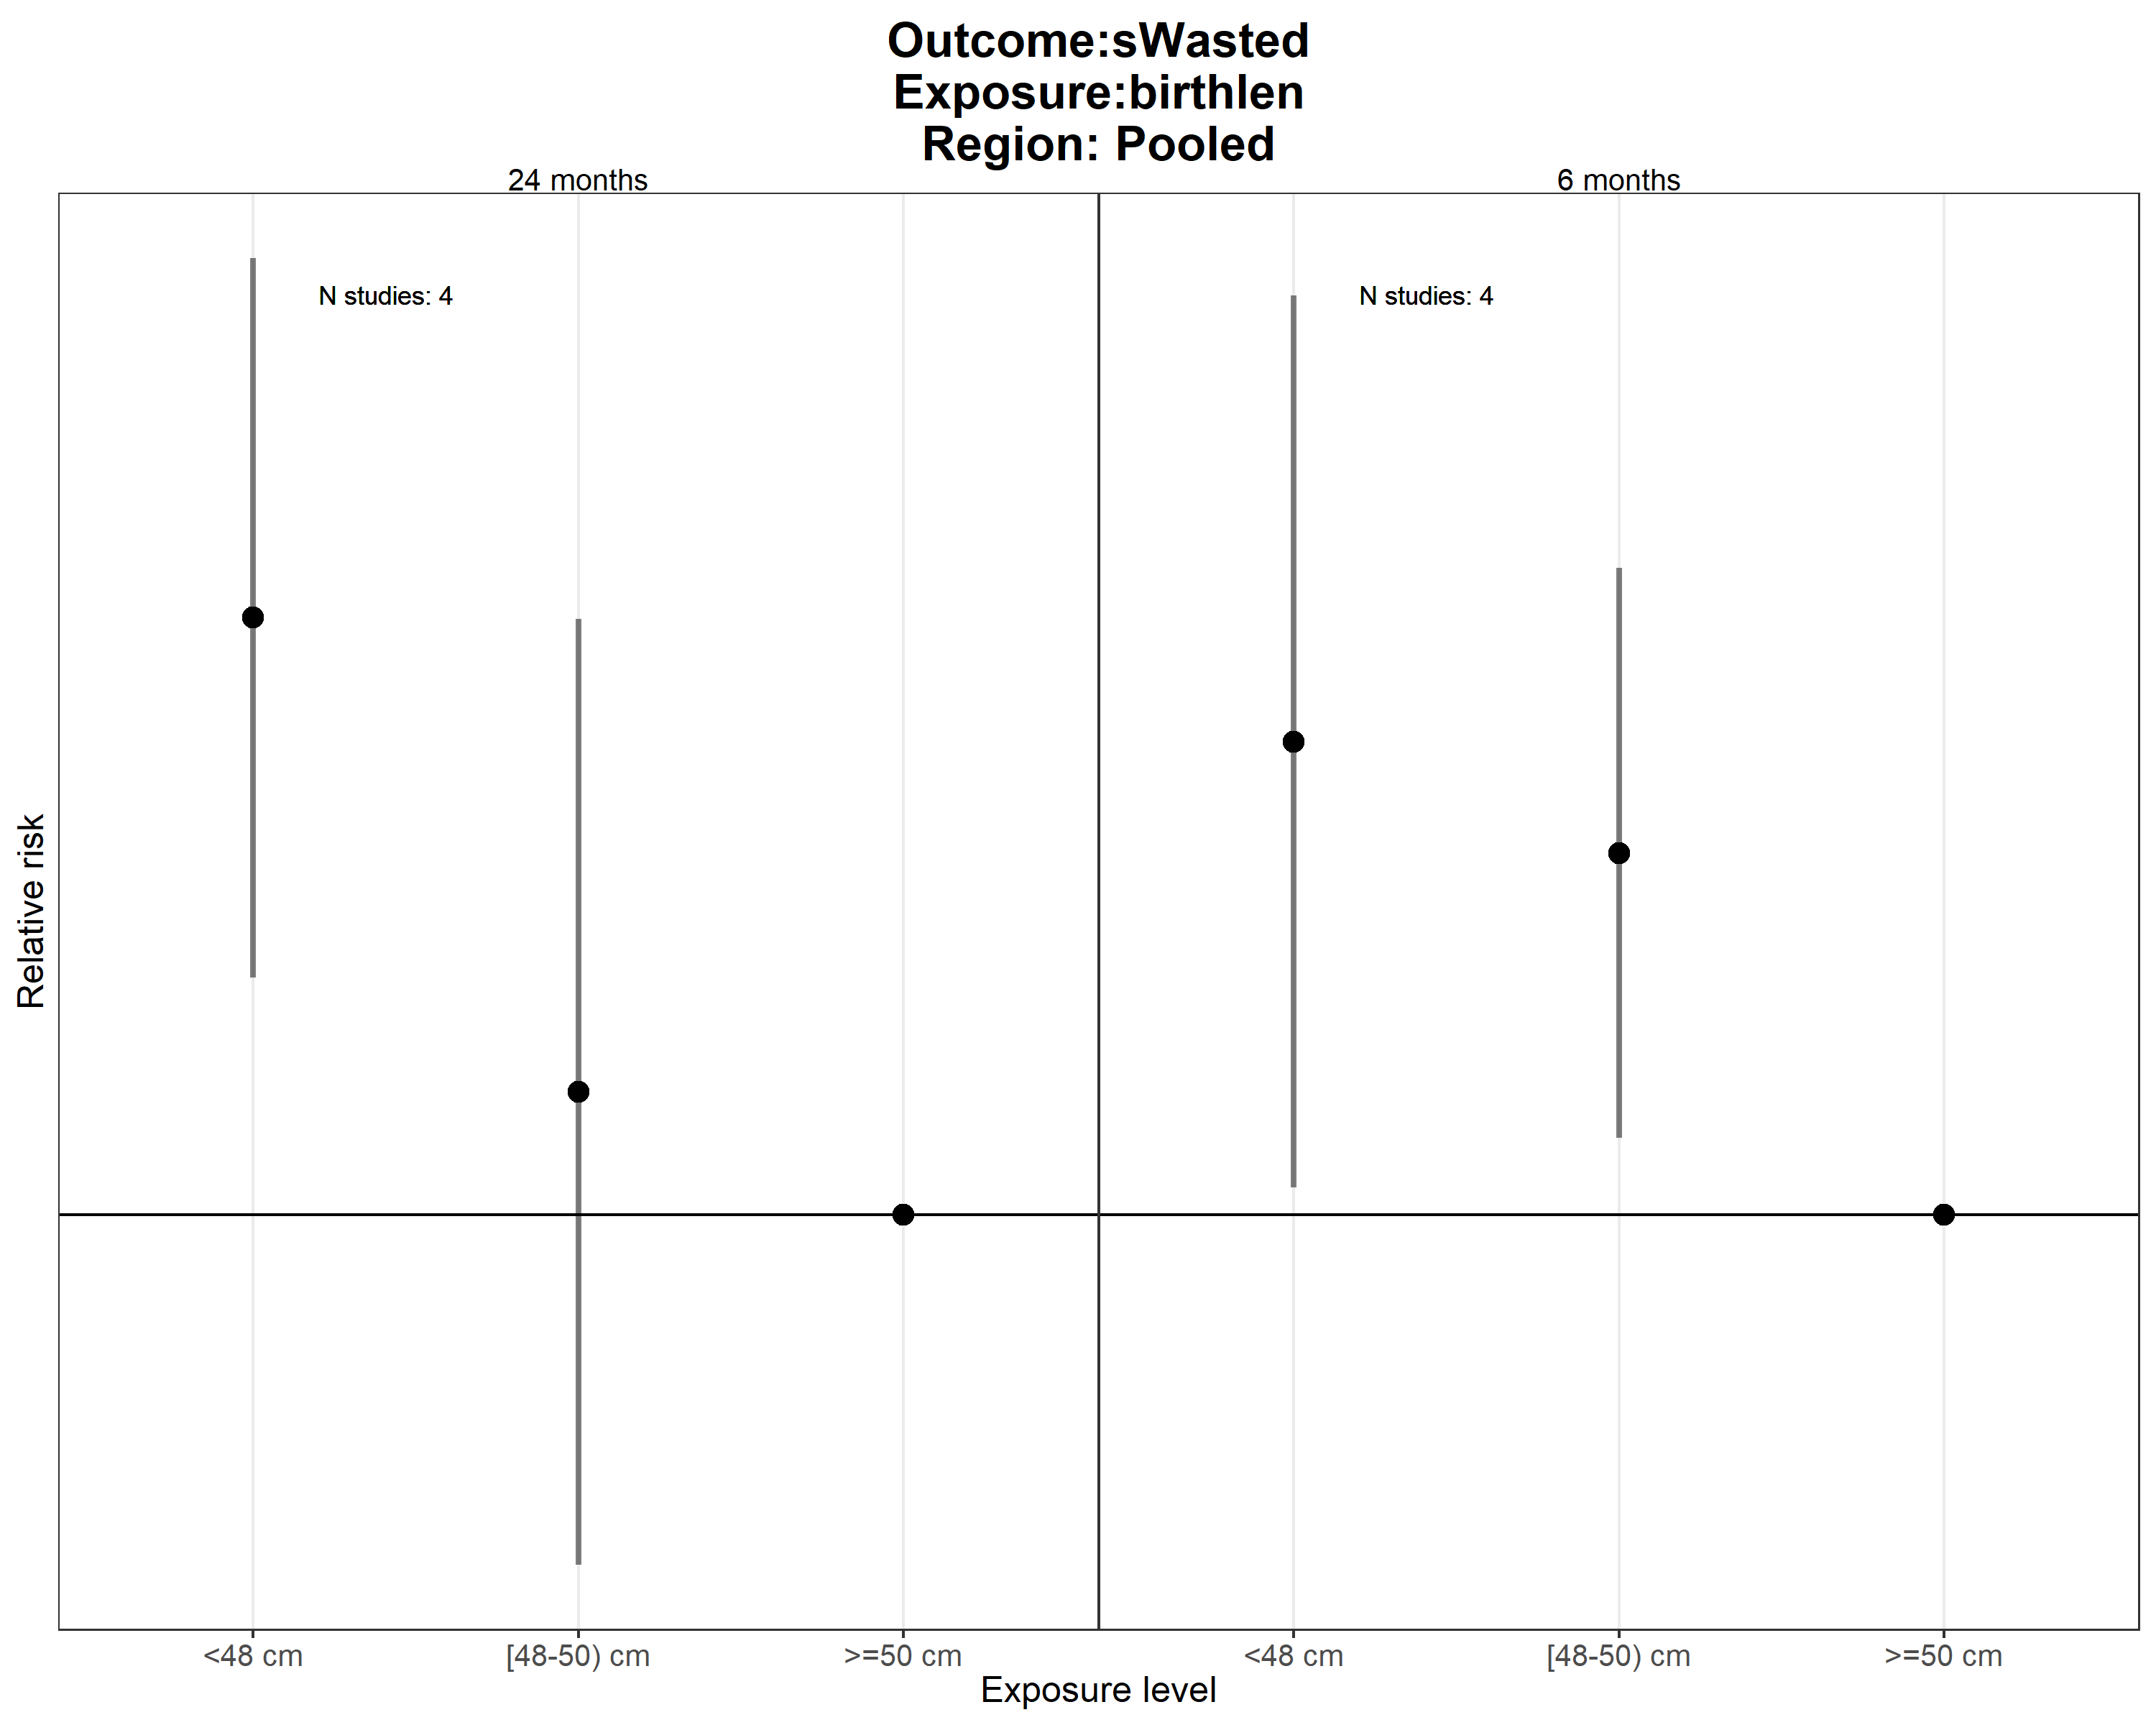 Outcome:sWasted
Exposure:birthlen
Region: Pooled
24 months
6 months
N studies: 4
N studies: 4
Relative risk
<48 cm
[48-50) cm
>=50 cm
<48 cm
[48-50) cm
>=50 cm
Exposure level